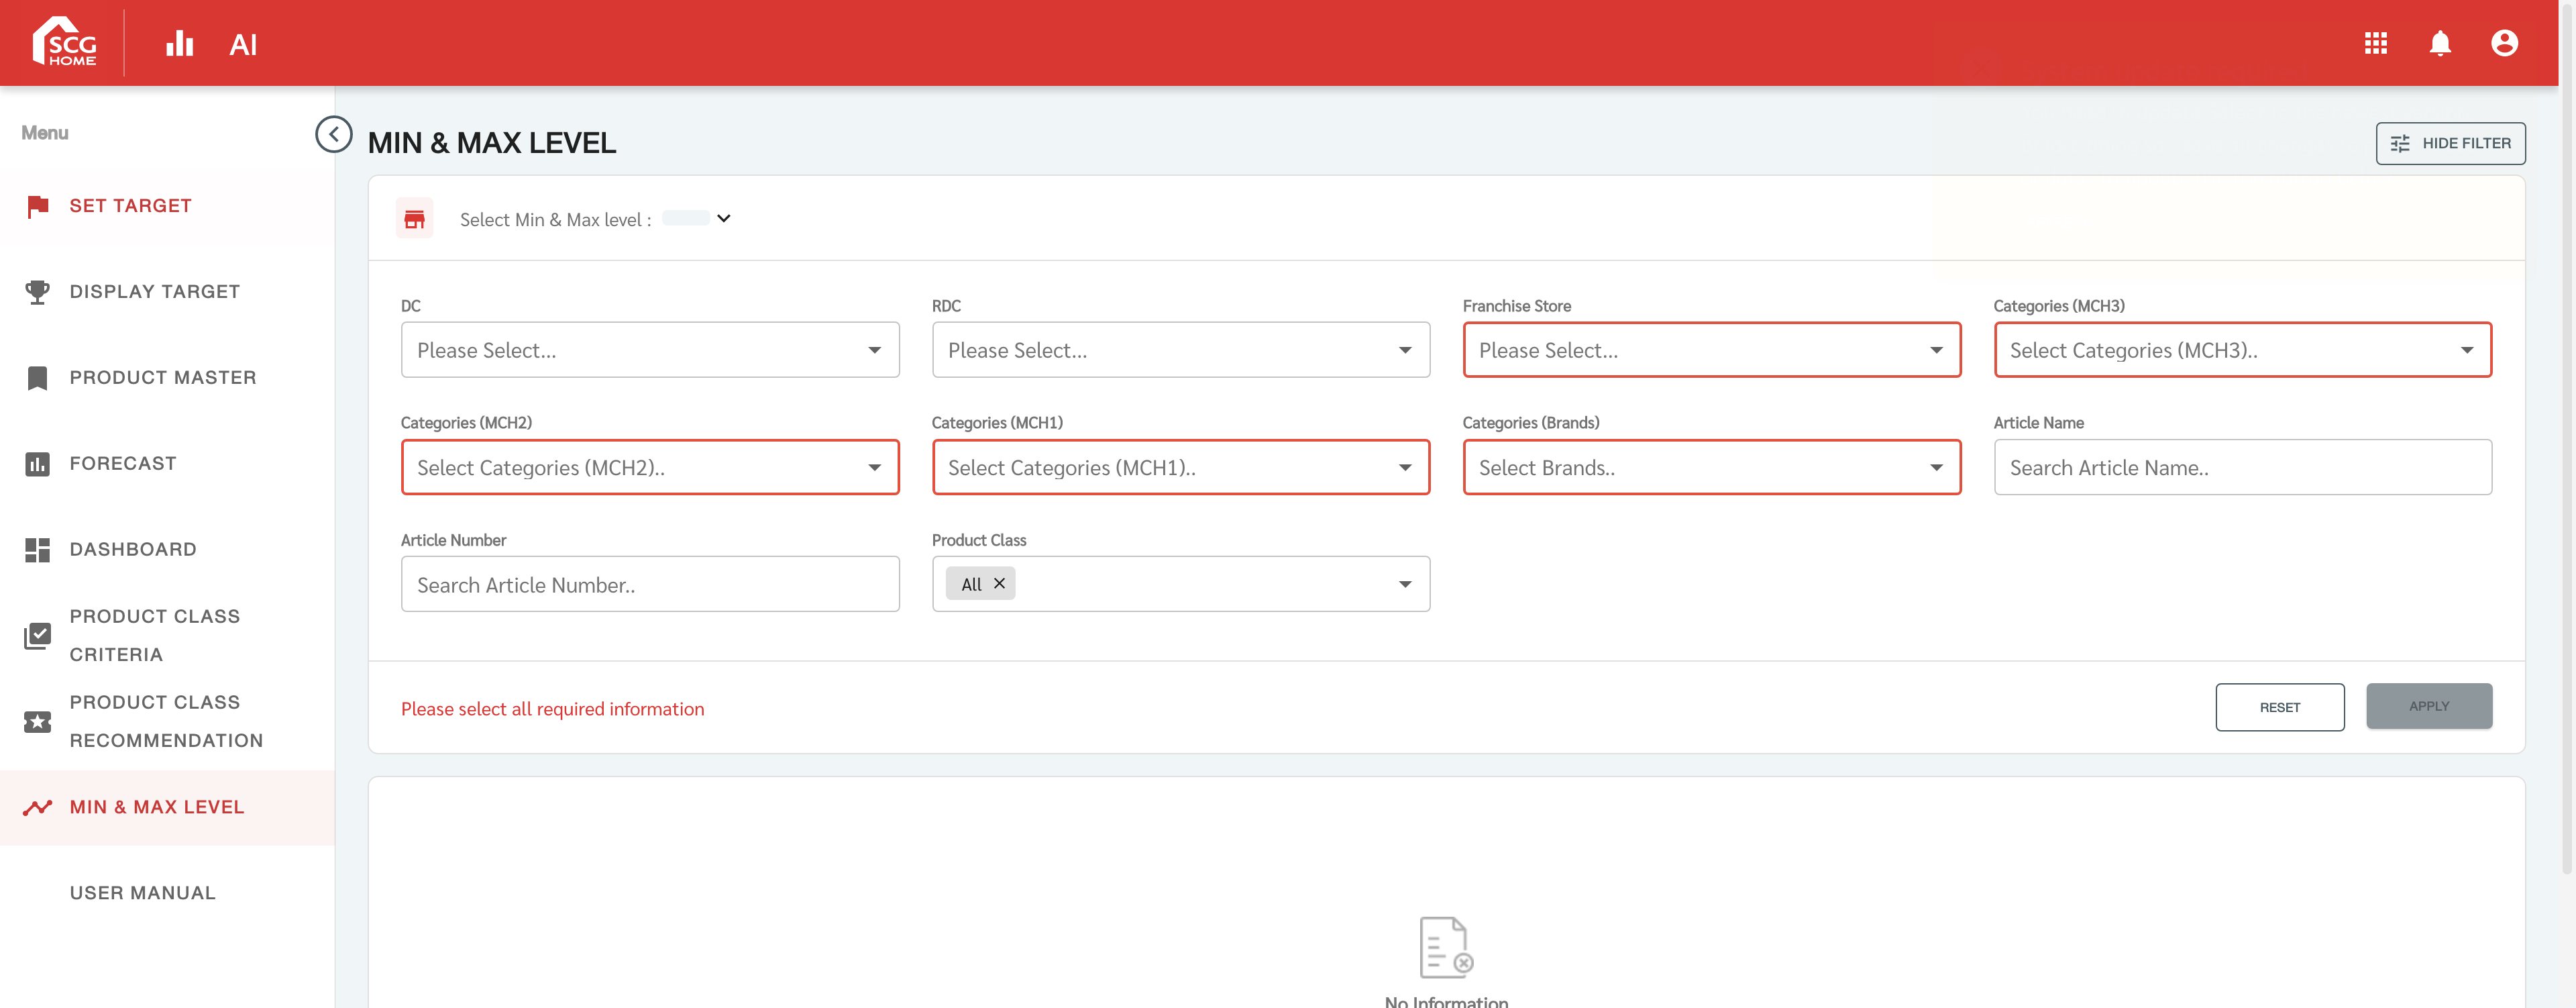 SCG
HOME
AI
Menu
SET TARGET
DISPLAY TARGET
PRODUCT MASTER
FORECAST
DASHBOARD
PRODUCT CLASS
CRITERIA
PRODUCT CLASS
RECOMMENDATION
MIN & MAX LEVEL
USER MANUAL
MIN & MAX LEVEL
HIDE FILTER
Select Min & Max level :
DC
Please Select...
RDC
Please Select...
Franchise Store
Please Select...
Categories (MCH3)
Select Categories (MCH3)..
Categories (MCH2)
Select Categories (MCH2)..
Categories (MCH1)
Select Categories (MCH1)..
Categories (Brands)
Select Brands..
Article Name
Search Article Name..
Article Number
Search Article Number..
Product Class
All
Please select all required information
RESET
APPLY
No Information